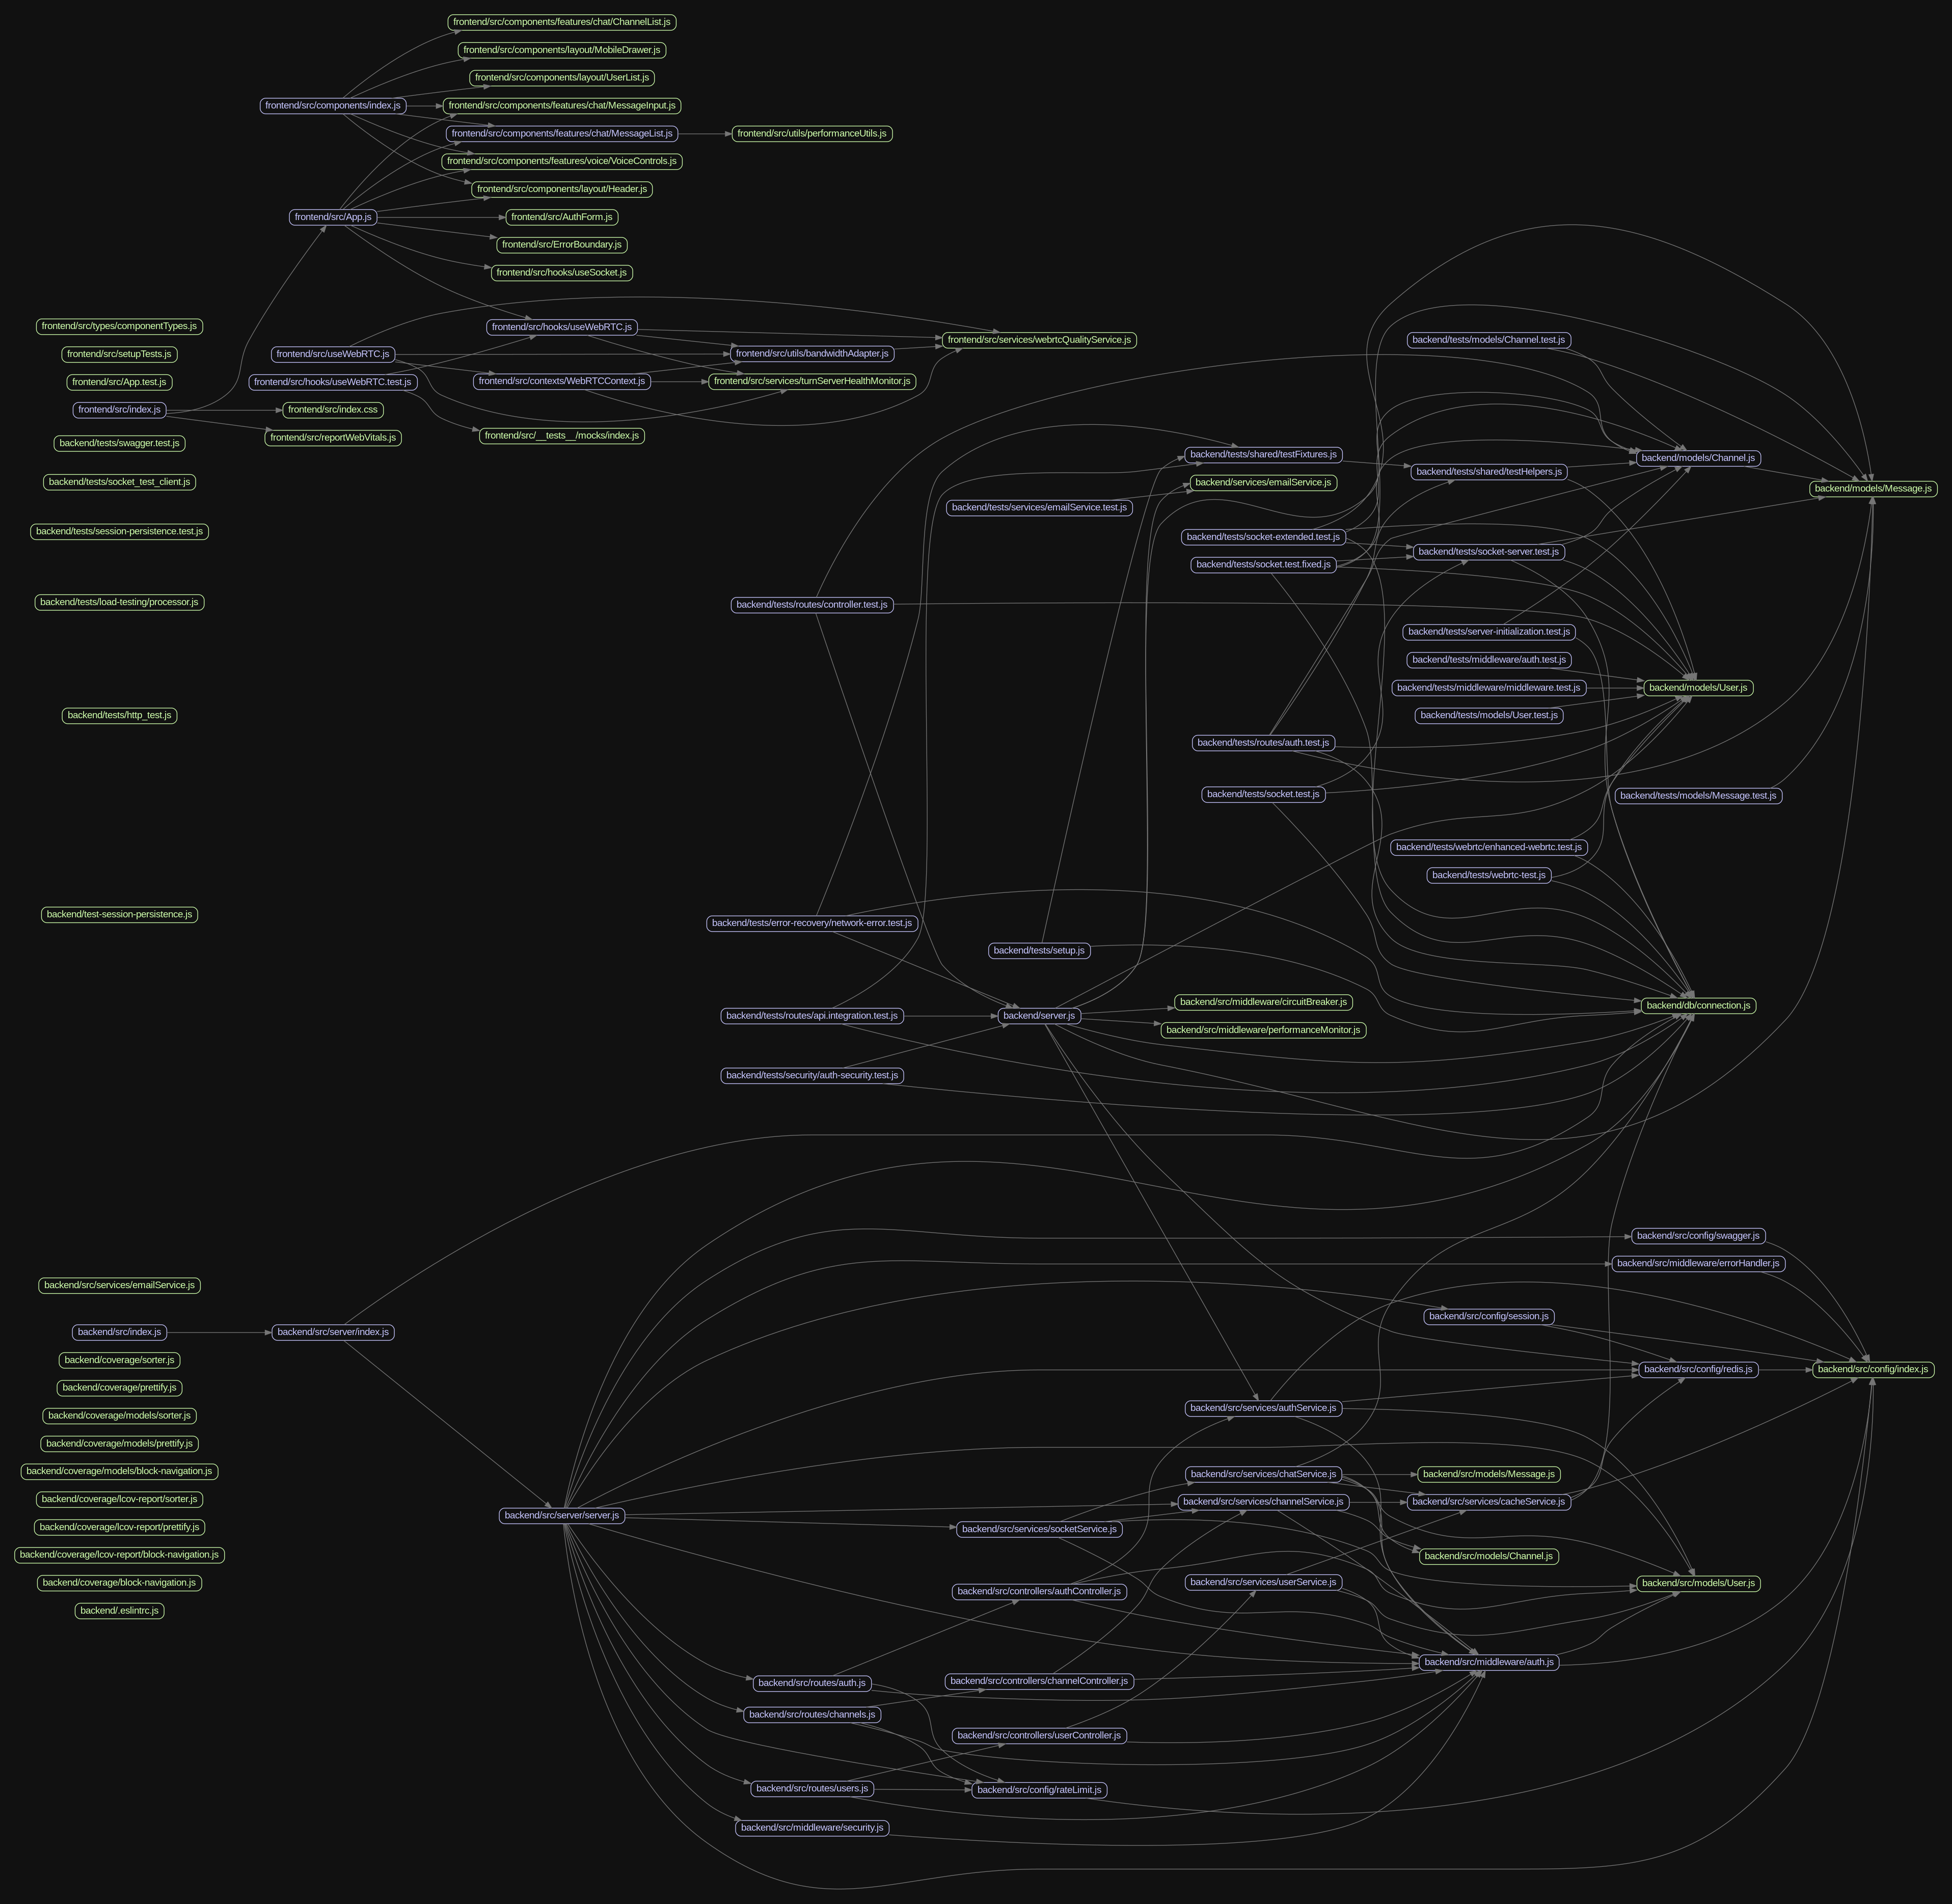 frontend/src/components/features/chat/ChannelList.js
frontend/src/components/layout/MobileDrawer.js
frontend/src/components/layout/UserList.js
frontend/src/components/index.js
frontend/src/components/features/chat/MessageInput.js
frontend/src/components/features/chat/MessageList.js
frontend/src/utils/performanceUtils.js
frontend/src/components/features/voice/VoiceControls.js
frontend/src/components/layout/Header.js
frontend/src/App.js
frontend/src/AuthForm.js
frontend/src/ErrorBoundary.js
frontend/src/hooks/useSocket.js
frontend/src/types/componentTypes.js
frontend/src/hooks/useWebRTC.js
frontend/src/services/webrtcQualityService.js
backend/tests/models/Channel.test.js
frontend/src/setupTests.js
frontend/src/useWebRTC.js
frontend/src/utils/bandwidthAdapter.js
frontend/src/App.test.js
frontend/src/hooks/useWebRTC.test.js
frontend/src/contexts/WebRTCContext.js
frontend/src/services/turnServerHealthMonitor.js
frontend/src/index.js
frontend/src/index.css
frontend/src/reportWebVitals.js
frontend/src/__tests__/mocks/index.js
backend/tests/swagger.test.js
backend/tests/shared/testFixtures.js
backend/models/Channel.js
backend/tests/shared/testHelpers.js
backend/tests/socket_test_client.js
backend/services/emailService.js
backend/models/Message.js
backend/tests/services/emailService.test.js
backend/tests/session-persistence.test.js
backend/tests/socket-extended.test.js
backend/tests/socket-server.test.js
backend/tests/socket.test.fixed.js
backend/tests/load-testing/processor.js
backend/tests/routes/controller.test.js
backend/tests/server-initialization.test.js
backend/tests/middleware/auth.test.js
backend/tests/middleware/middleware.test.js
backend/models/User.js
backend/tests/http_test.js
backend/tests/models/User.test.js
backend/tests/routes/auth.test.js
backend/tests/socket.test.js
backend/tests/models/Message.test.js
backend/tests/webrtc/enhanced-webrtc.test.js
backend/tests/webrtc-test.js
backend/test-session-persistence.js
backend/tests/error-recovery/network-error.test.js
backend/tests/setup.js
backend/src/middleware/circuitBreaker.js
backend/db/connection.js
backend/tests/routes/api.integration.test.js
backend/server.js
backend/src/middleware/performanceMonitor.js
backend/tests/security/auth-security.test.js
backend/src/config/swagger.js
backend/src/middleware/errorHandler.js
backend/src/services/emailService.js
backend/src/config/session.js
backend/src/index.js
backend/src/server/index.js
backend/coverage/sorter.js
backend/src/config/redis.js
backend/src/config/index.js
backend/coverage/prettify.js
backend/src/services/authService.js
backend/coverage/models/sorter.js
backend/coverage/models/prettify.js
backend/coverage/models/block-navigation.js
backend/src/services/chatService.js
backend/src/models/Message.js
backend/coverage/lcov-report/sorter.js
backend/src/services/channelService.js
backend/src/services/cacheService.js
backend/src/server/server.js
backend/coverage/lcov-report/prettify.js
backend/src/services/socketService.js
backend/coverage/lcov-report/block-navigation.js
backend/src/models/Channel.js
backend/coverage/block-navigation.js
backend/src/controllers/authController.js
backend/src/services/userService.js
backend/src/models/User.js
backend/.eslintrc.js
backend/src/middleware/auth.js
backend/src/routes/auth.js
backend/src/controllers/channelController.js
backend/src/routes/channels.js
backend/src/controllers/userController.js
backend/src/routes/users.js
backend/src/config/rateLimit.js
backend/src/middleware/security.js